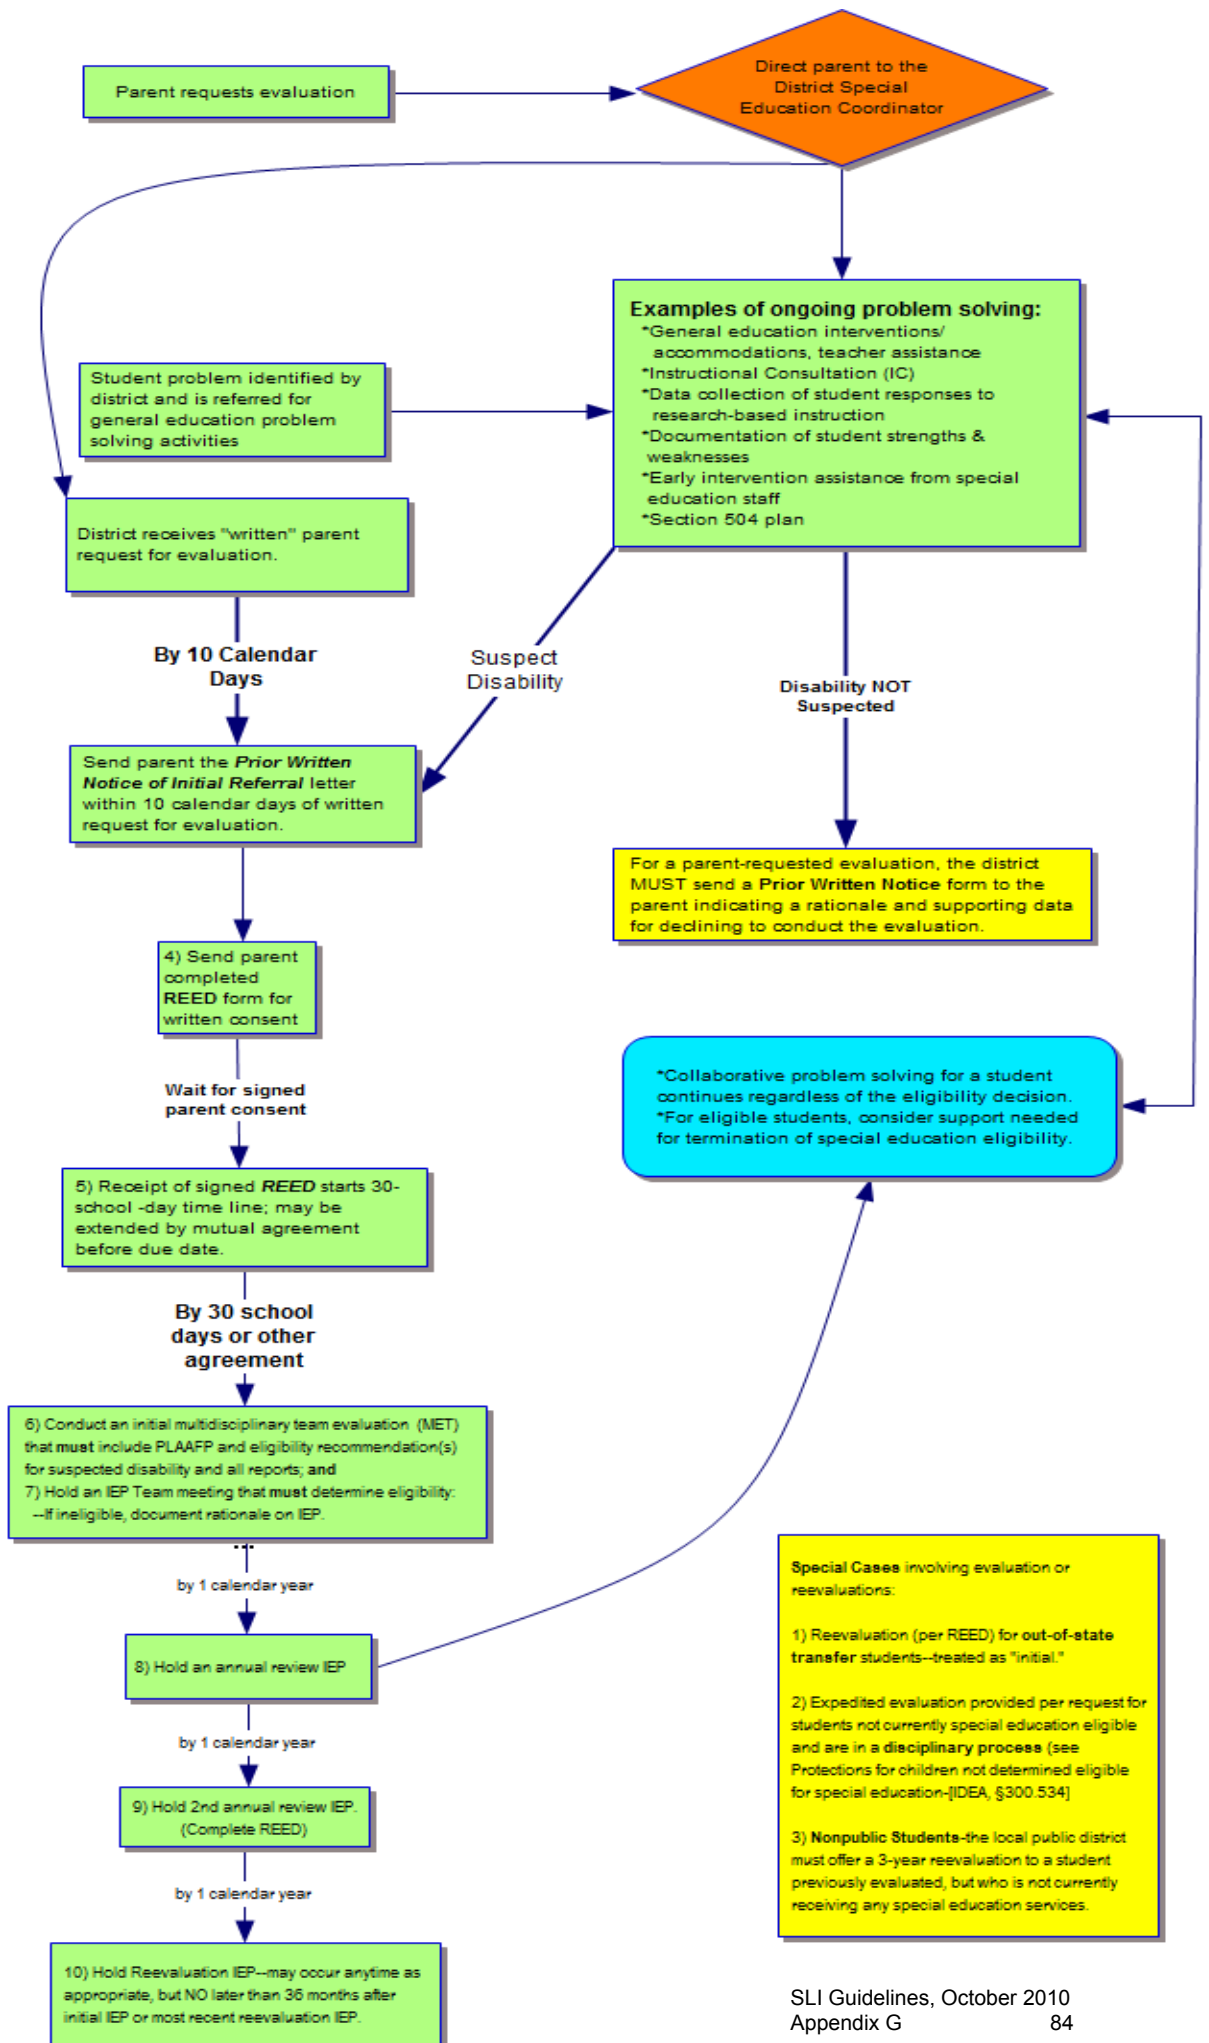 Parent requests evaluation
Direct parent to the
District Special
Education Coordinator
Examples of ongoing problem solving:
*General education interventions/
accommodations, teacher assistance
*Instructional Consultation (IC)
*Data collection of student responses to
research-based instruction
*Documentation of student strengths &
weaknesses
*Early intervention assistance from special
education staff
*Section 504 plan
Student problem identified by
district and is referred for
general education problem
solving activities
District receives "written" parent
request for evaluation.
By 10 Calendar
Days
Suspect
Disability
Disability NOT
Suspected
Send parent the Prior Written
Notice of Initial Referral letter
within 10 calendar days of written
request for evaluation.
For a parent-requested evaluation, the district
MUST send a Prior Written Notice form to the
parent indicating a rationale and supporting data
for declining to conduct the evaluation.
4) Send parent
completed
REED form for
written consent
Wait for signed
parent consent
*Collaborative problem solving for a student
continues regardless of the eligibility decision.
*For eligible students, consider support needed
for termination of special education eligibility.
5) Receipt of signed REED starts 30-
school -day time line; may be
extended by mutual agreement
before due date.
By 30 school
days or other
agreement
6) Conduct an initial multidisciplinary team evaluation (MET)
that must include PLAAFP and eligibility recommendation(s)
for suspected disability and all reports; and
7) Hold an IEP Team meeting that must determine eligibility:
--If ineligible, document rationale on IEP.
...
by 1 calendar year
8) Hold an annual review IEP
by 1 calendar year
9) Hold 2nd annual review IEP.
(Complete REED)
by 1 calendar year
10) Hold Reevaluation IEP--may occur anytime as
appropriate, but NO later than 36 months after
initial IEP or most recent reevaluation IEP.
Special Cases involving evaluation or
reevaluations:
1) Reevaluation (per REED) for out-of-state
transfer students--treated as "initial."
2) Expedited evaluation provided per request for
students not currently special education eligible
and are in a disciplinary process (see
Protections for children not determined eligible
for special education-[IDEA, §300.534]
3) Nonpublic Students-the local public district
must offer a 3-year reevaluation to a student
previously evaluated, but who is not currently
receiving any special education services.
SLI Guidelines, October 2010
Appendix G 84